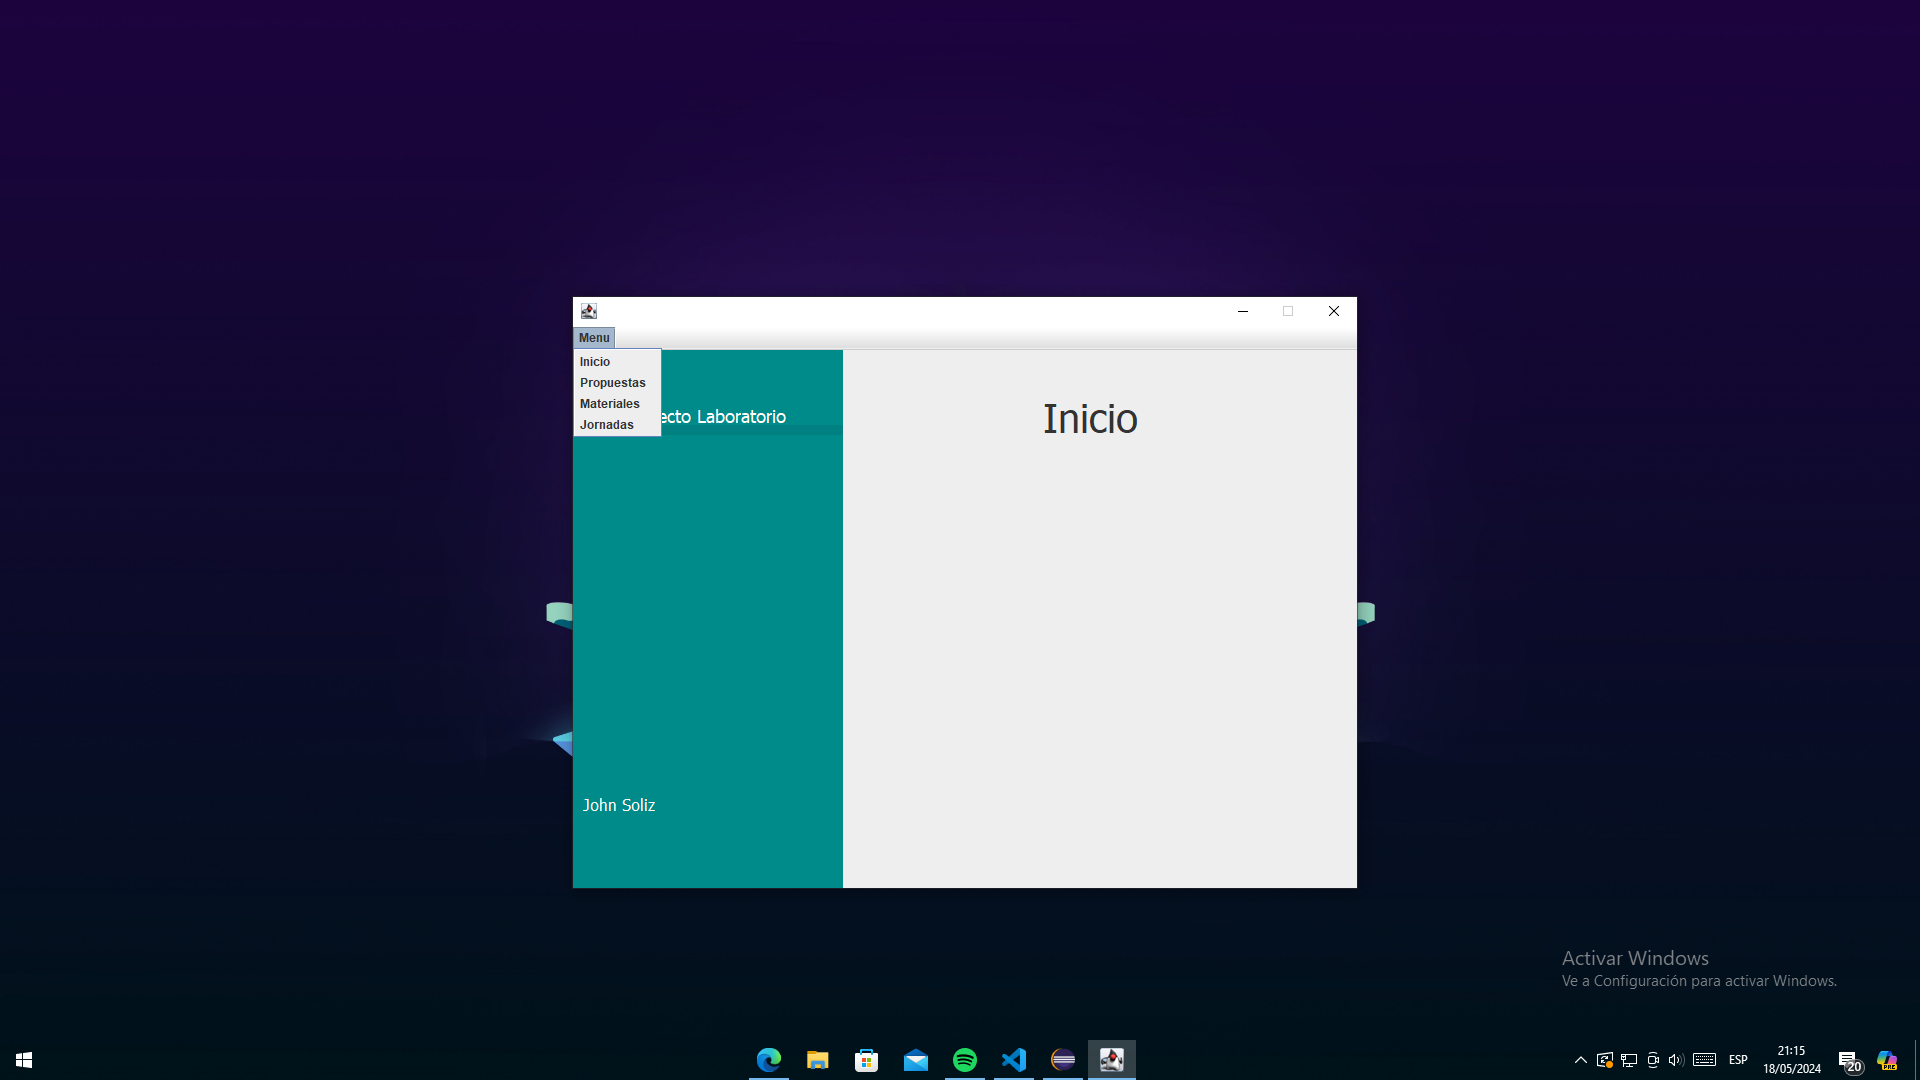 Menu
Inicio
Propuestas
Materiales
Jornadas
ecto Laboratorio
Inicio
John Soliz
Activar Windows
Ve a Configuración para activar Windows.
ESP
21:15
18/05/2024
20
PRE